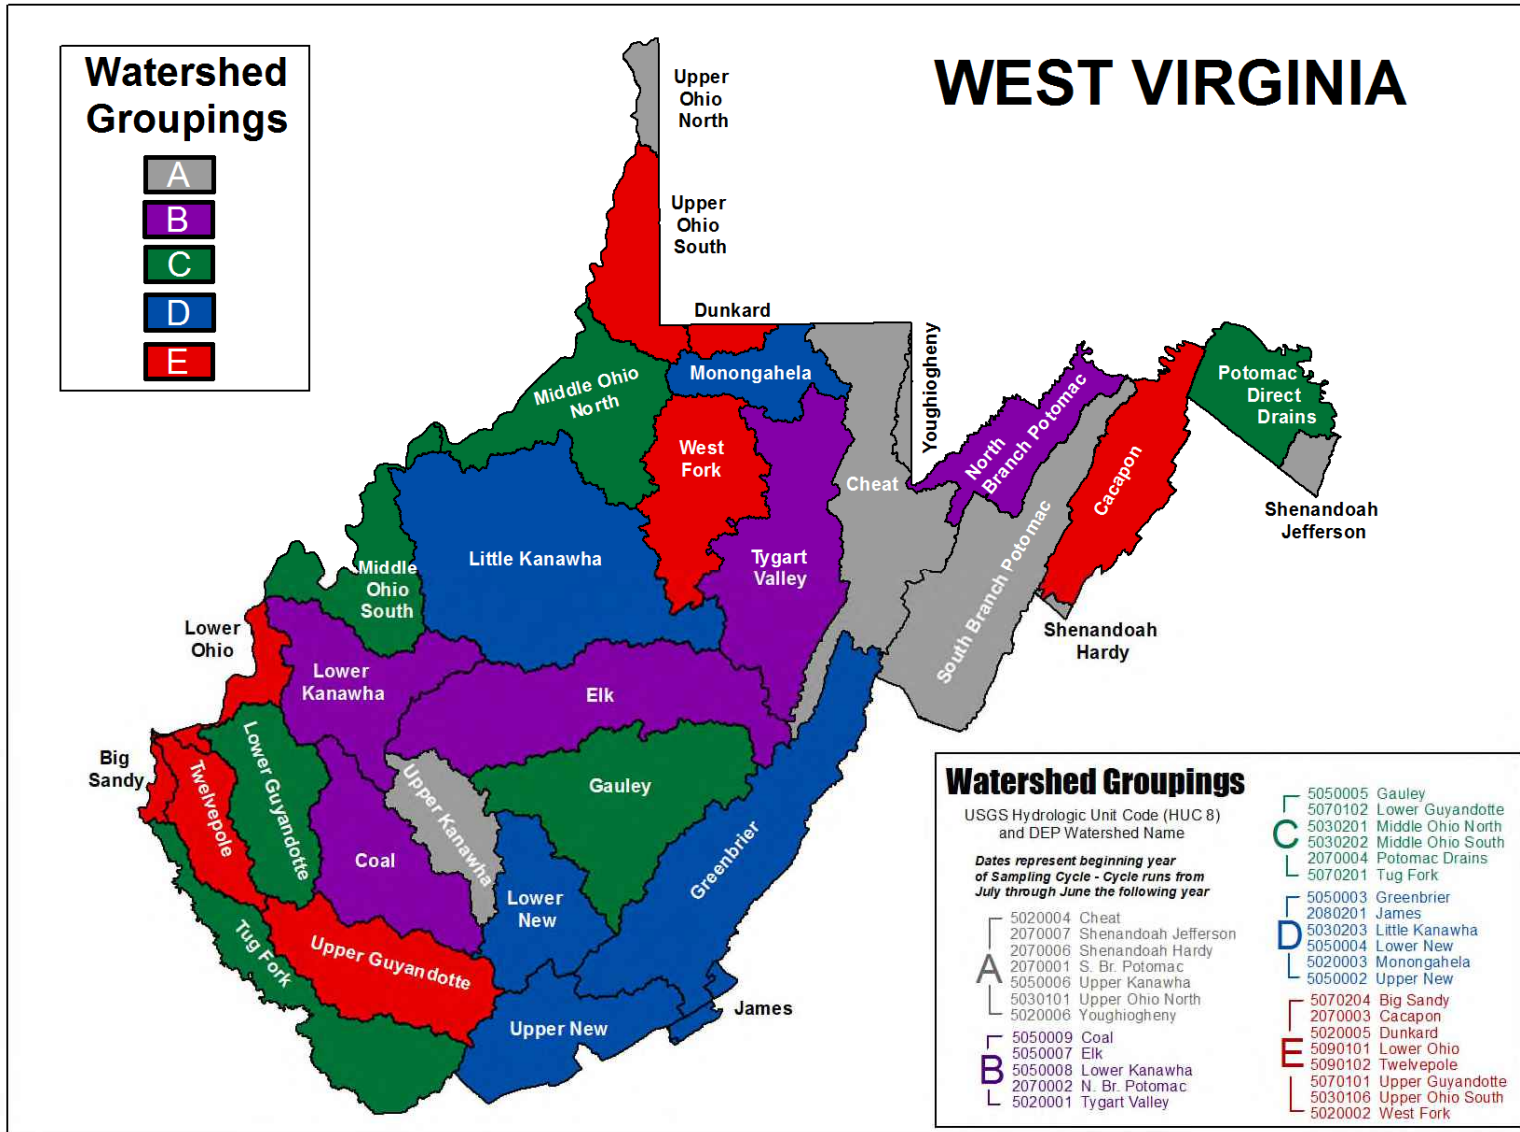 WEST VIRGINIA
Watershed
Groupings
A
B
C
D
E
Upper
Ohio
North
Upper
Ohio
South
Dunkard
Monongahela
Youghiogheny
Middle Ohio
North
West
Fork
Cheat
North
Branch Potomac
South Branch Potomac
Cacapon
Potomac
Direct
Drains
Shenandoah
Jefferson
Shenandoah
Hardy
Little Kanawha
Tygart
Valley
Middle
Ohio
South
Lower
Ohio
Lower
Kanawha
Elk
Big
Sandy
Twelvepole
Lower Guyandotte
Upper Kanawha
Gauley
Coal
Greenbrier
Lower
New
Tug Fork
Upper Guyandotte
Upper New
James
Watershed Groupings
USGS Hydrologic Unit Code (HUC 8)
and DEP Watershed Name
Dates represent beginning year
of Sampling Cycle - Cycle runs from
July through June the following year
A
5020004 Cheat
2070007 Shenandoah Jefferson
2070006 Shenandoah Hardy
2070001 S. Br. Potomac
5050006 Upper Kanawha
5030101 Upper Ohio North
5020006 Youghiogheny
B
5050009 Coal
5050007 Elk
5050008 Lower Kanawha
2070002 N. Br. Potomac
5020001 Tygart Valley
C
5050005 Gauley
5070102 Lower Guyandotte
5030201 Middle Ohio North
5030202 Middle Ohio South
2070004 Potomac Drains
5070201 Tug Fork
D
5050003 Greenbrier
2080201 James
5030203 Little Kanawha
5050004 Lower New
5020003 Monongahela
5050002 Upper New
E
5070204 Big Sandy
2070003 Cacapon
5020005 Dunkard
5090101 Lower Ohio
5090102 Twelvepole
5070101 Upper Guyandotte
5030106 Upper Ohio South
5020002 West Fork